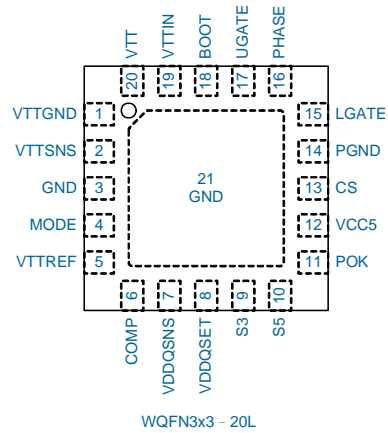 VTT
VTTIN
BOOT
UGATE
PHASE
20
19
18
17
16
VTTGND 1
15 LGATE
VTTSNS 2
14 PGND
GND 3
13 CS
MODE 4
12 VCC5
VTTREF 5
11 POK
21
GND
6
7
8
9
10
COMP
VDDQSNS
VDDQSET
S3
S5
WQFN3x3 - 20L